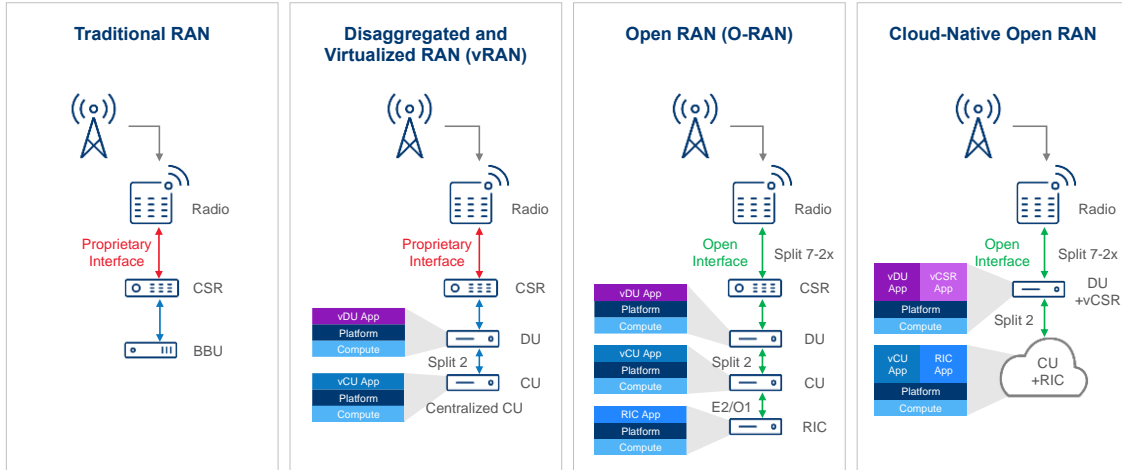 Traditional RAN
Radio
Proprietary
Interface
CSR
BBU
Disaggregated and
Virtualized RAN (vRAN)
Radio
Proprietary
Interface
CSR
vDU App
Platform
Compute
DU
Split 2
vCU App
Platform
Compute
CU
Centralized CU
Open RAN (O-RAN)
Radio
Open
Interface
Split 7-2x
CSR
vDU App
Platform
Compute
DU
Split 2
vCU App
Platform
Compute
CU
E2/O1
RIC App
Platform
Compute
RIC
Cloud-Native Open RAN
Radio
Open
Interface
Split 7-2x
vDU
App
vCSR
App
Platform
Compute
DU
+vCSR
Split 2
vCU
App
RIC
App
Platform
Compute
CU
+RIC